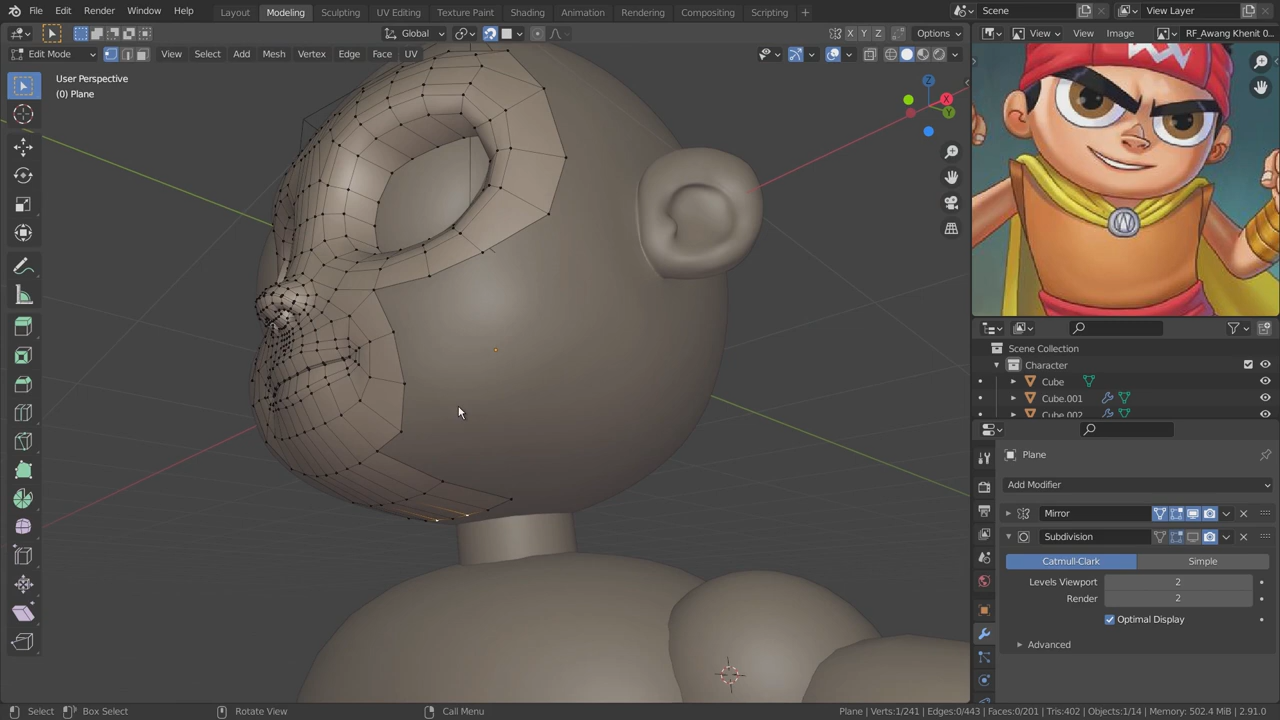 File Edit Render Window Help Layout Modeling Sculpting UV Editing Texture Paint Shading Animation Rendering Compositing Scripting + Scene View Layer
Global X Y Z Options View View Image RF_Awang Khenit 0...
Edit Mode View Select Add Mesh Vertex Edge Face UV
User Perspective
(0) Plane
Z
X
Y
Scene Collection
Character
Cube
Cube.001
Cube.002
Plane
Add Modifier
Mirror
Subdivision
Catmull-Clark Simple
Levels Viewport 2
Render 2
Optimal Display
Advanced
Select Box Select Rotate View Call Menu Plane | Verts:1/241 | Edges:0/443 | Faces:0/201 | Tris:402 | Objects:1/14 | Memory: 502.4 MiB | 2.91.0